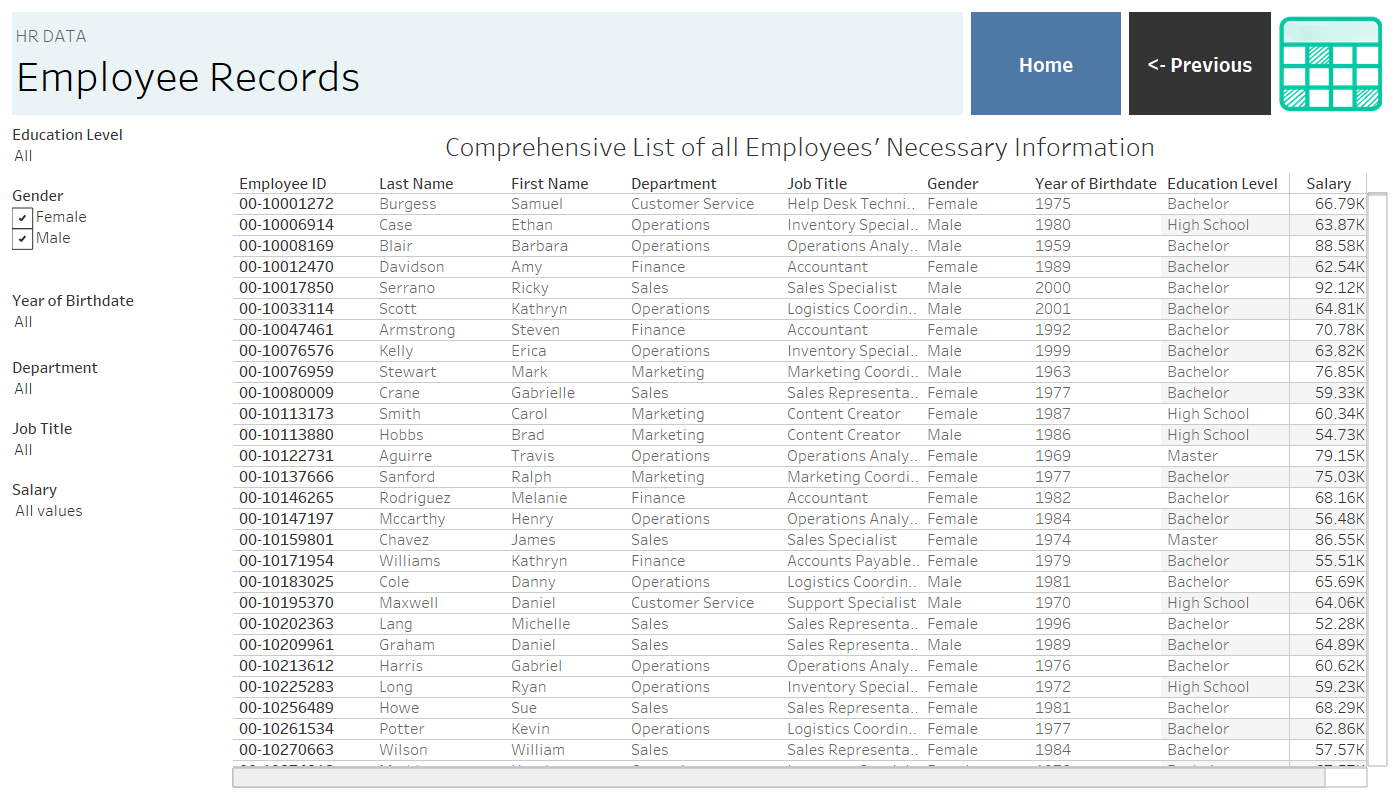 HR DATA
Employee Records
Home
<- Previous
Education Level
All
Gender
Female
Male
Year of Birthdate
All
Department
All
Job Title
All
Salary
All values
Comprehensive List of all Employees’ Necessary Information
Employee ID Last Name First Name Department Job Title Gender Year of Birthdate Education Level Salary
00-10001272 Burgess Samuel Customer Service Help Desk Techni.. Female 1975 Bachelor 66.79K
00-10006914 Case Ethan Operations Inventory Special.. Male 1980 High School 63.87K
00-10008169 Blair Barbara Operations Operations Analy.. Male 1959 Bachelor 88.58K
00-10012470 Davidson Amy Finance Accountant Female 1989 Bachelor 62.54K
00-10017850 Serrano Ricky Sales Sales Specialist Male 2000 Bachelor 92.12K
00-10033114 Scott Kathryn Operations Logistics Coordin.. Male 2001 Bachelor 64.81K
00-10047461 Armstrong Steven Finance Accountant Female 1992 Bachelor 70.78K
00-10076576 Kelly Erica Operations Inventory Special.. Male 1999 Bachelor 63.82K
00-10076959 Stewart Mark Marketing Marketing Coordi.. Male 1963 Bachelor 76.85K
00-10080009 Crane Gabrielle Sales Sales Representa.. Female 1977 Bachelor 59.33K
00-10113173 Smith Carol Marketing Content Creator Female 1987 High School 60.34K
00-10113880 Hobbs Brad Marketing Content Creator Male 1986 High School 54.73K
00-10122731 Aguirre Travis Operations Operations Analy.. Female 1969 Master 79.15K
00-10137666 Sanford Ralph Marketing Marketing Coordi.. Female 1977 Bachelor 75.03K
00-10146265 Rodriguez Melanie Finance Accountant Female 1982 Bachelor 68.16K
00-10147197 Mccarthy Henry Operations Operations Analy.. Female 1984 Bachelor 56.48K
00-10159801 Chavez James Sales Sales Specialist Female 1974 Master 86.55K
00-10171954 Williams Kathryn Finance Accounts Payable.. Female 1979 Bachelor 55.51K
00-10183025 Cole Danny Operations Logistics Coordin.. Male 1981 Bachelor 65.69K
00-10195370 Maxwell Daniel Customer Service Support Specialist Male 1970 High School 64.06K
00-10202363 Lang Michelle Sales Sales Representa.. Female 1996 Bachelor 52.28K
00-10209961 Graham Daniel Sales Sales Representa.. Male 1989 Bachelor 64.89K
00-10213612 Harris Gabriel Operations Operations Analy.. Female 1976 Bachelor 60.62K
00-10225283 Long Ryan Operations Inventory Special.. Female 1972 High School 59.23K
00-10256489 Howe Sue Sales Sales Representa.. Female 1981 Bachelor 68.29K
00-10261534 Potter Kevin Operations Logistics Coordin.. Female 1977 Bachelor 62.86K
00-10270663 Wilson William Sales Sales Representa.. Female 1984 Bachelor 57.57K